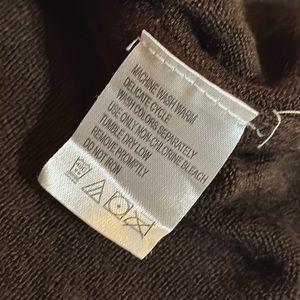 MACHINE WASH WARM
DELICATE CYCLE
WASH COLORS SEPARATELY
USE ONLY NON-CHLORINE BLEACH
TUMBLE DRY LOW
REMOVE PROMPTLY
DO NOT IRON